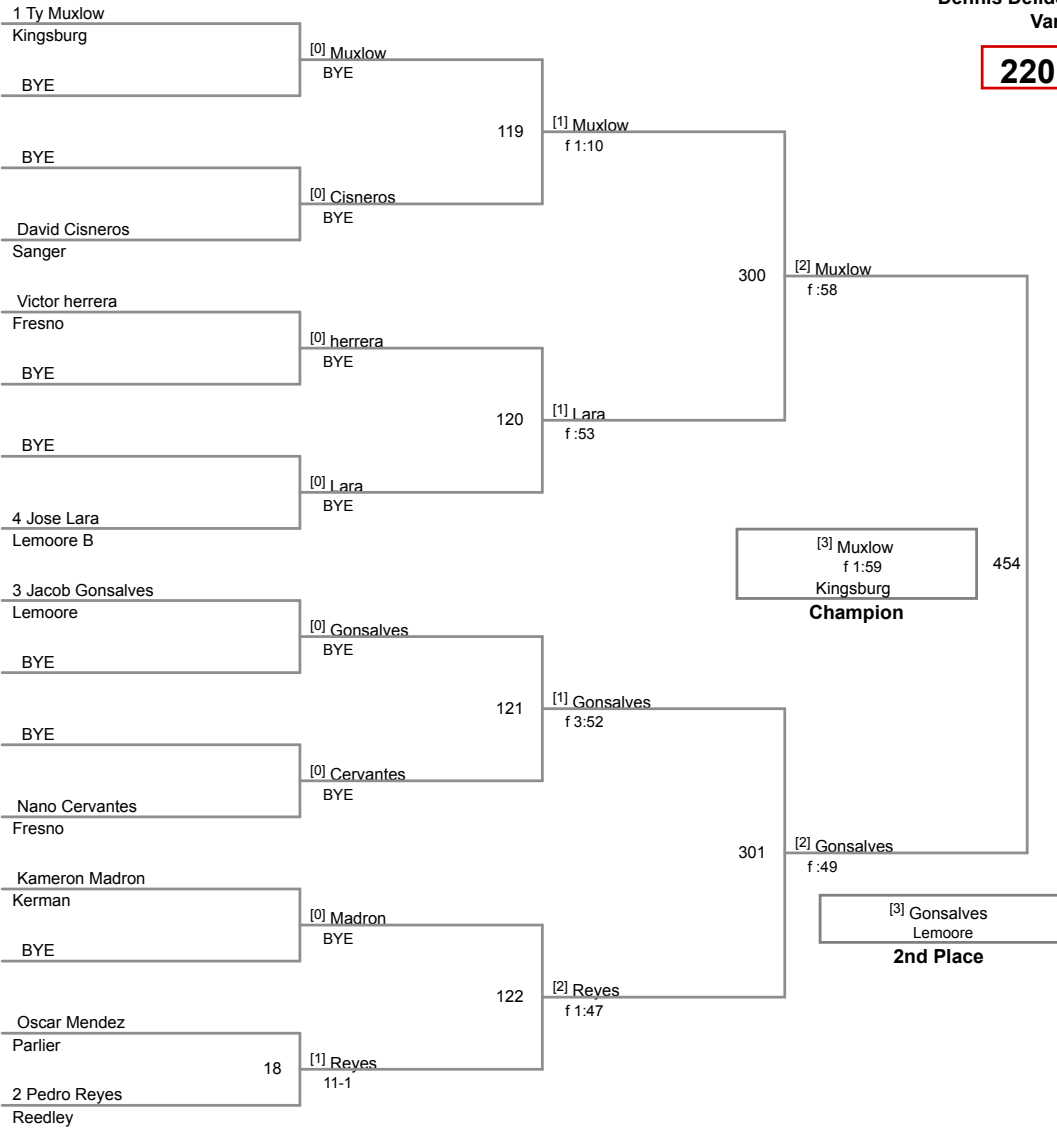 1 Ty Muxlow
Kingsburg
BYE
BYE
David Cisneros
Sanger
Victor herrera
Fresno
BYE
BYE
4 Jose Lara
Lemoore B
3 Jacob Gonsalves
Lemoore
BYE
BYE
Nano Cervantes
Fresno
Kameron Madron
Kerman
BYE
Oscar Mendez
Parlier
18
2 Pedro Reyes
Reedley
[0] Muxlow
BYE
119
[0] Cisneros
BYE
[0] herrera
BYE
120
[0] Lara
BYE
[0] Gonsalves
BYE
121
[0] Cervantes
BYE
[0] Madron
BYE
122
[1] Reyes
11-1
[1] Muxlow
f 1:10
300
[1] Lara
f :53
[1] Gonsalves
f 3:52
301
[2] Reyes
f 1:47
[2] Muxlow
f :58
454
[2] Gonsalves
f :49
[3] Muxlow
f 1:59
Kingsburg
Champion
[3] Gonsalves
Lemoore
2nd Place
Dennis
Var
220